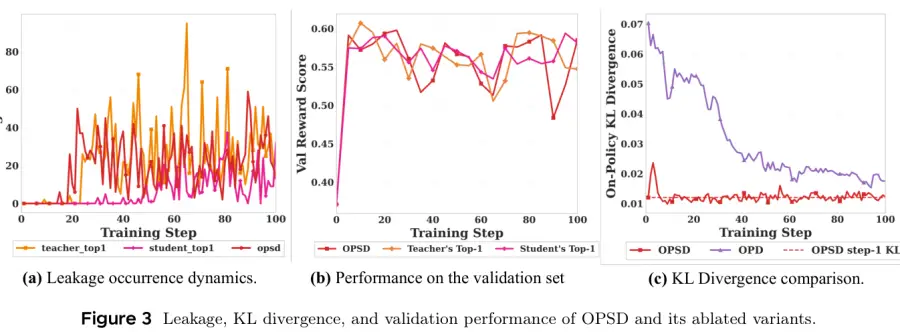 80
60
40
20
0
0 20 40 60 80 100
Training Step
teacher_top1 student_top1 opsd
(a) Leakage occurrence dynamics.
Val Reward Score
0.60
0.55
0.50
0.45
0.40
0 20 40 60 80 100
Training Step
OPSD Teacher's Top-1 Student's Top-1
(b) Performance on the validation set
On-Policy KL Divergence
0.07
0.06
0.05
0.04
0.03
0.02
0.01
0 20 40 60 80 100
Training Step
OPSD OPD OPSD step-1 KL
(c) KL Divergence comparison.
Figure 3 Leakage, KL divergence, and validation performance of OPSD and its ablated variants.